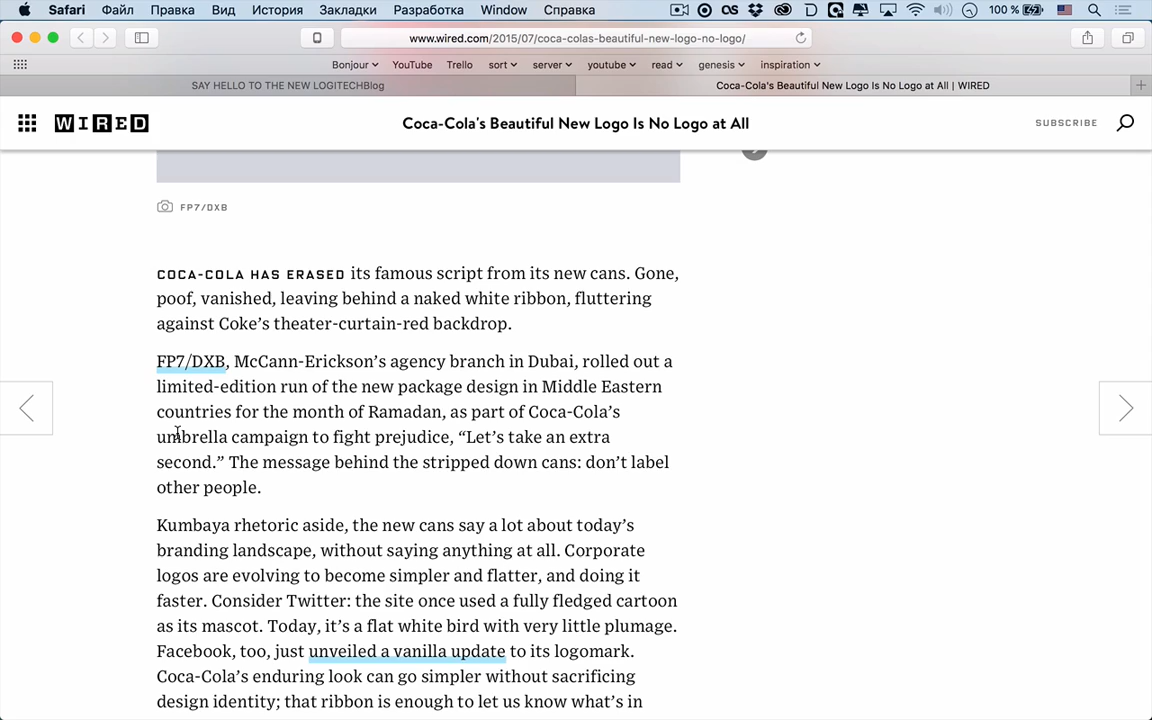 Safari Файл Правка Вид История Закладки Разработка Window Справка 100 %
www.wired.com/2015/07/coca-colas-beautiful-new-logo-no-logo/
Bonjour YouTube Trello sort server youtube read genesis inspiration
SAY HELLO TO THE NEW LOGITECHBlog
Coca-Cola's Beautiful New Logo Is No Logo at All | WIRED
WIRED
Coca-Cola's Beautiful New Logo Is No Logo at All
SUBSCRIBE
FP7/DXB
COCA-COLA HAS ERASED its famous script from its new cans. Gone,
poof, vanished, leaving behind a naked white ribbon, fluttering
against Coke’s theater-curtain-red backdrop.
FP7/DXB, McCann-Erickson’s agency branch in Dubai, rolled out a
limited-edition run of the new package design in Middle Eastern
countries for the month of Ramadan, as part of Coca-Cola’s
umbrella campaign to fight prejudice, “Let’s take an extra
second.” The message behind the stripped down cans: don’t label
other people.
Kumbaya rhetoric aside, the new cans say a lot about today’s
branding landscape, without saying anything at all. Corporate
logos are evolving to become simpler and flatter, and doing it
faster. Consider Twitter: the site once used a fully fledged cartoon
as its mascot. Today, it’s a flat white bird with very little plumage.
Facebook, too, just unveiled a vanilla update to its logomark.
Coca-Cola’s enduring look can go simpler without sacrificing
design identity; that ribbon is enough to let us know what’s in